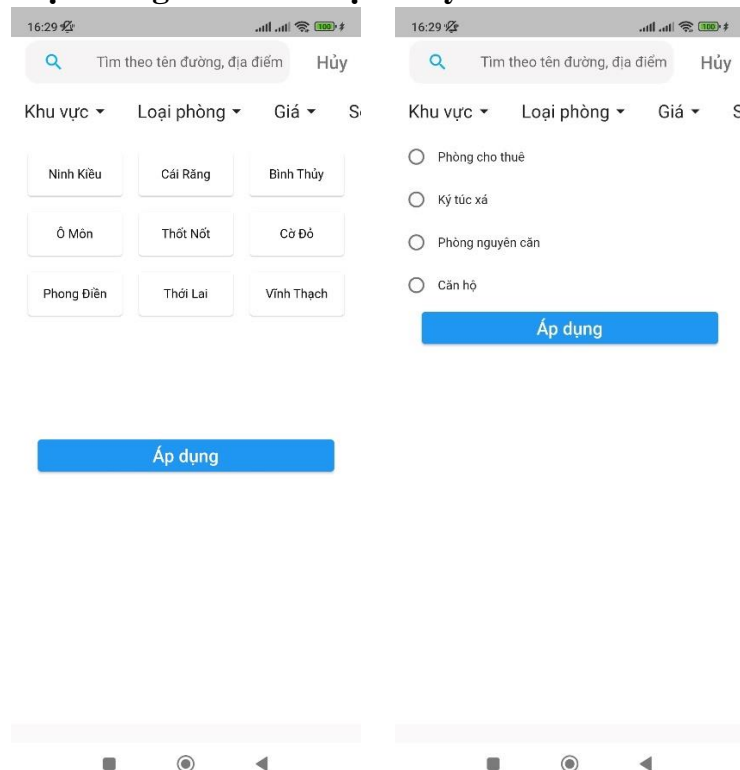 16:29
100
Tìm theo tên đường, địa điểm Hủy
Khu vực Loại phòng Giá
Ninh Kiều Cái Răng Bình Thủy
Ô Môn Thốt Nốt Cờ Đỏ
Phong Điền Thới Lai Vĩnh Thạch
Áp dụng
16:29
100
Tìm theo tên đường, địa điểm Hủy
Khu vực Loại phòng Giá
Phòng cho thuê
Ký túc xá
Phòng nguyên căn
Căn hộ
Áp dụng